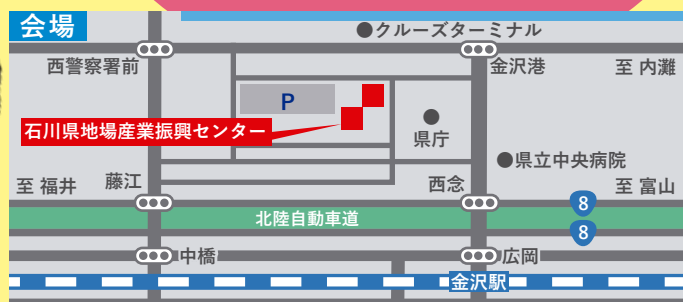 会場
●クルーズターミナル
西警察署前
金沢港
至 内灘
P
石川県地場産業振興センター
県庁
●県立中央病院
至 福井
藤江
西念
至 富山
8
北陸自動車道
8
中橋
広岡
金沢駅